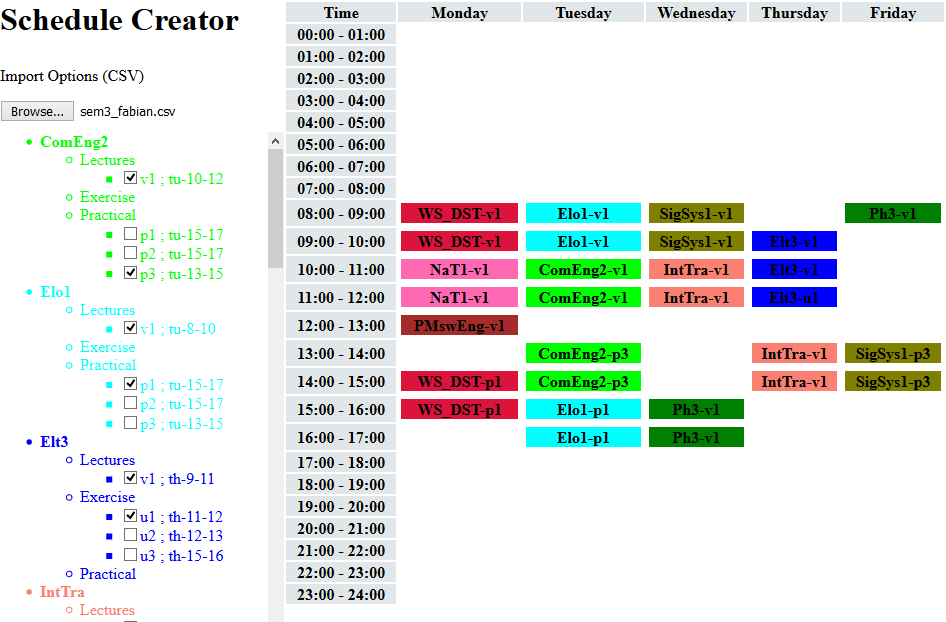 Schedule Creator
Import Options (CSV)
Browse... sem3_fabian.csv
ComEng2
Lectures
v1 ; tu-10-12
Exercise
Practical
p1 ; tu-15-17
p2 ; tu-15-17
p3 ; tu-13-15
Elo1
Lectures
v1 ; tu-8-10
Exercise
Practical
p1 ; tu-15-17
p2 ; tu-15-17
p3 ; tu-13-15
Elt3
Lectures
v1 ; th-9-11
Exercise
u1 ; th-11-12
u2 ; th-12-13
u3 ; th-15-16
Practical
IntTra
Lectures
Time Monday Tuesday Wednesday Thursday Friday
00:00 - 01:00
01:00 - 02:00
02:00 - 03:00
03:00 - 04:00
04:00 - 05:00
05:00 - 06:00
06:00 - 07:00
07:00 - 08:00
08:00 - 09:00 WS_DST-v1 Elo1-v1 SigSys1-v1 Ph3-v1
09:00 - 10:00 WS_DST-v1 Elo1-v1 SigSys1-v1 Elt3-v1
10:00 - 11:00 NaT1-v1 ComEng2-v1 IntTra-v1 Elt3-v1
11:00 - 12:00 NaT1-v1 ComEng2-v1 IntTra-v1 Elt3-u1
12:00 - 13:00 PMswEng-v1
13:00 - 14:00 ComEng2-p3 IntTra-v1 SigSys1-p3
14:00 - 15:00 WS_DST-p1 ComEng2-p3 IntTra-v1 SigSys1-p3
15:00 - 16:00 WS_DST-p1 Elo1-p1 Ph3-v1
16:00 - 17:00 Elo1-p1 Ph3-v1
17:00 - 18:00
18:00 - 19:00
19:00 - 20:00
20:00 - 21:00
21:00 - 22:00
22:00 - 23:00
23:00 - 24:00